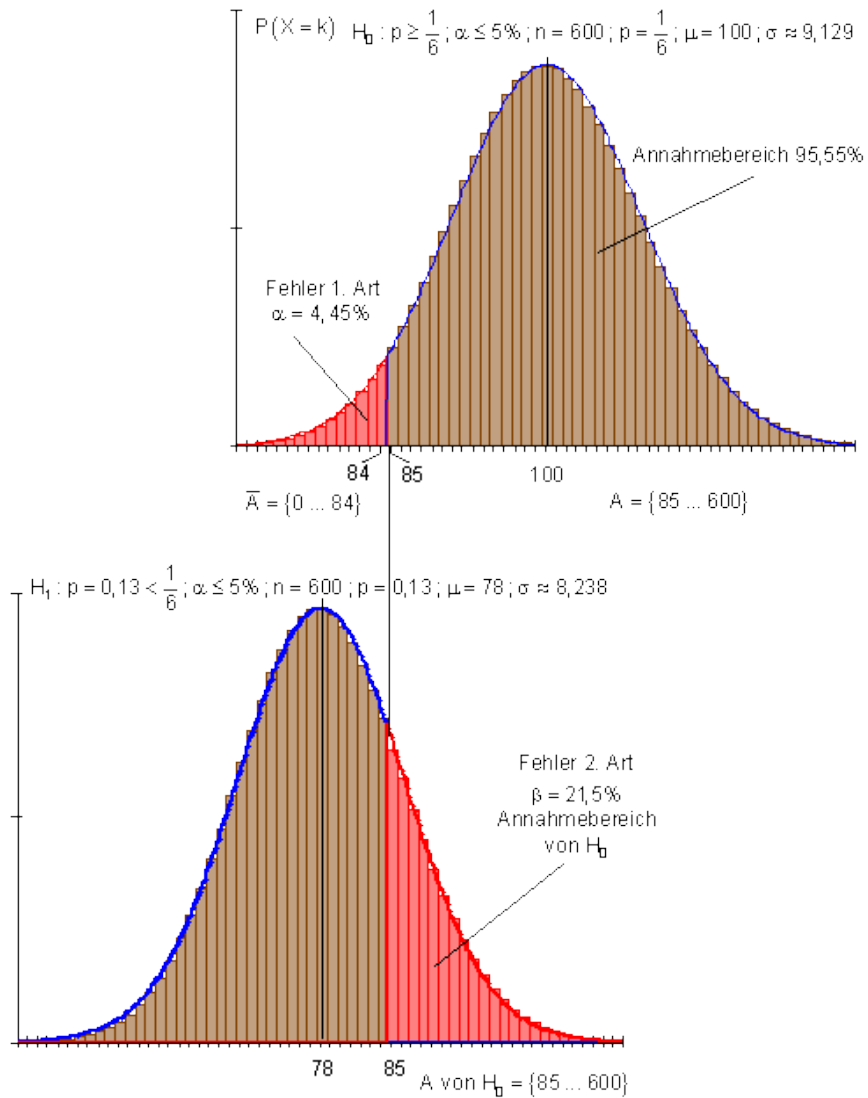 P(X = k) H₀ : p ≥ 1/6 ; α ≤ 5% ; n = 600 ; p = 1/6 ; μ = 100 ; σ ≈ 9,129
Annahmebereich 95,55%
Fehler 1. Art
α = 4,45%
84 85 100
A̅ = {0 ... 84} A = {85 ... 600}
H₁ : p = 0,13 < 1/6 ; α ≤ 5% ; n = 600 ; p = 0,13 ; μ = 78 ; σ ≈ 8,238
Fehler 2. Art
β = 21,5%
Annahmebereich
von H₀
78 85
A von H₀ = {85 ... 600}